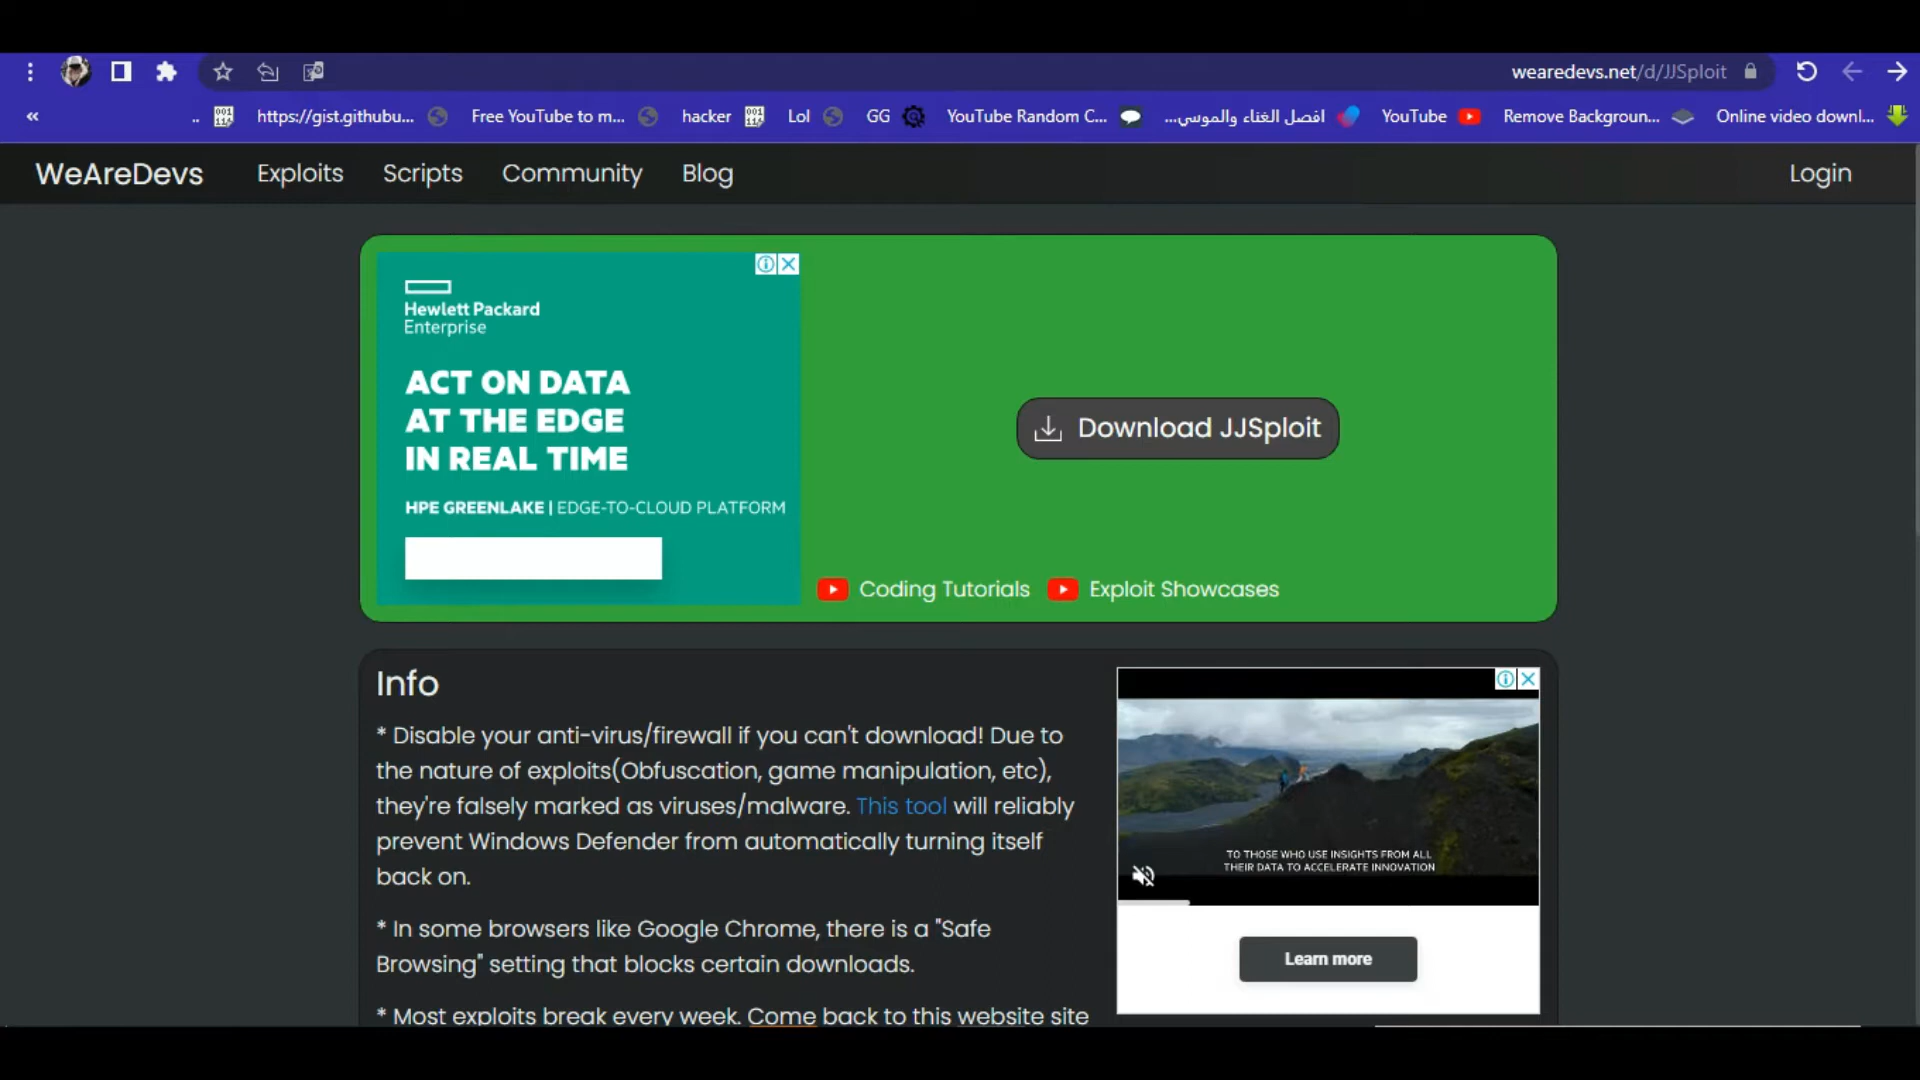 wearedevs.net/d/JJSploit
..
https://gist.githubu...
Free YouTube to m...
hacker
Lol
GG
YouTube Random C...
افصل الغناء والموسي...
YouTube
Remove Backgroun...
Online video downl...
WeAreDevs
Exploits
Scripts
Community
Blog
Login
Hewlett Packard
Enterprise
ACT ON DATA
AT THE EDGE
IN REAL TIME
HPE GREENLAKE | EDGE-TO-CLOUD PLATFORM
Download JJSploit
Coding Tutorials
Exploit Showcases
Info
* Disable your anti-virus/firewall if you can't download! Due to
the nature of exploits(Obfuscation, game manipulation, etc),
they're falsely marked as viruses/malware. This tool will reliably
prevent Windows Defender from automatically turning itself
back on.
* In some browsers like Google Chrome, there is a "Safe
Browsing" setting that blocks certain downloads.
* Most exploits break every week. Come back to this website site
TO THOSE WHO USE INSIGHTS FROM ALL
THEIR DATA TO ACCELERATE INNOVATION
Learn more